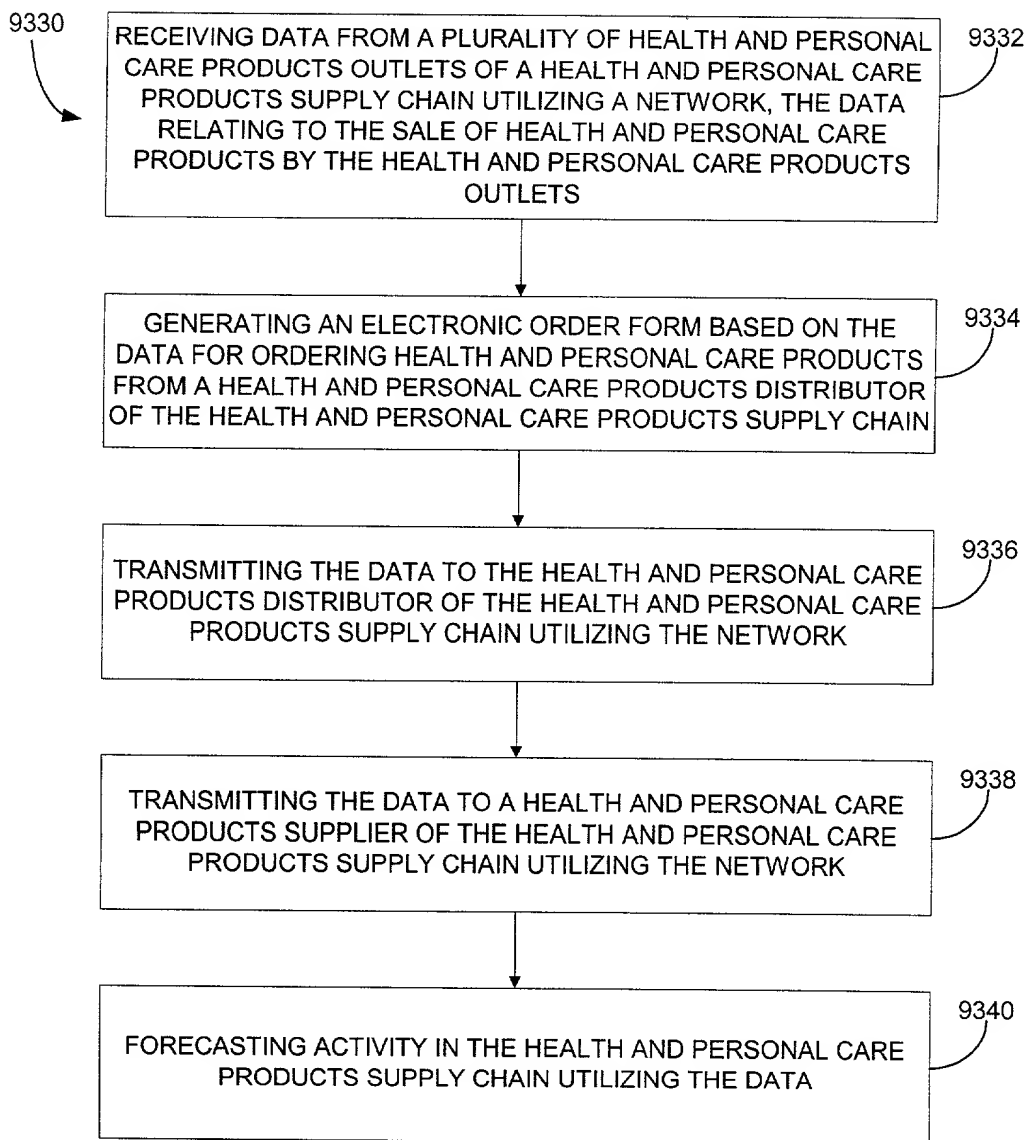 9330
RECEIVING DATA FROM A PLURALITY OF HEALTH AND PERSONAL
CARE PRODUCTS OUTLETS OF A HEALTH AND PERSONAL CARE
PRODUCTS SUPPLY CHAIN UTILIZING A NETWORK, THE DATA
RELATING TO THE SALE OF HEALTH AND PERSONAL CARE
PRODUCTS BY THE HEALTH AND PERSONAL CARE PRODUCTS
OUTLETS
9332
GENERATING AN ELECTRONIC ORDER FORM BASED ON THE
DATA FOR ORDERING HEALTH AND PERSONAL CARE PRODUCTS
FROM A HEALTH AND PERSONAL CARE PRODUCTS DISTRIBUTOR
OF THE HEALTH AND PERSONAL CARE PRODUCTS SUPPLY CHAIN
9334
TRANSMITTING THE DATA TO THE HEALTH AND PERSONAL CARE
PRODUCTS DISTRIBUTOR OF THE HEALTH AND PERSONAL CARE
PRODUCTS SUPPLY CHAIN UTILIZING THE NETWORK
9336
TRANSMITTING THE DATA TO A HEALTH AND PERSONAL CARE
PRODUCTS SUPPLIER OF THE HEALTH AND PERSONAL CARE
PRODUCTS SUPPLY CHAIN UTILIZING THE NETWORK
9338
FORECASTING ACTIVITY IN THE HEALTH AND PERSONAL CARE
PRODUCTS SUPPLY CHAIN UTILIZING THE DATA
9340